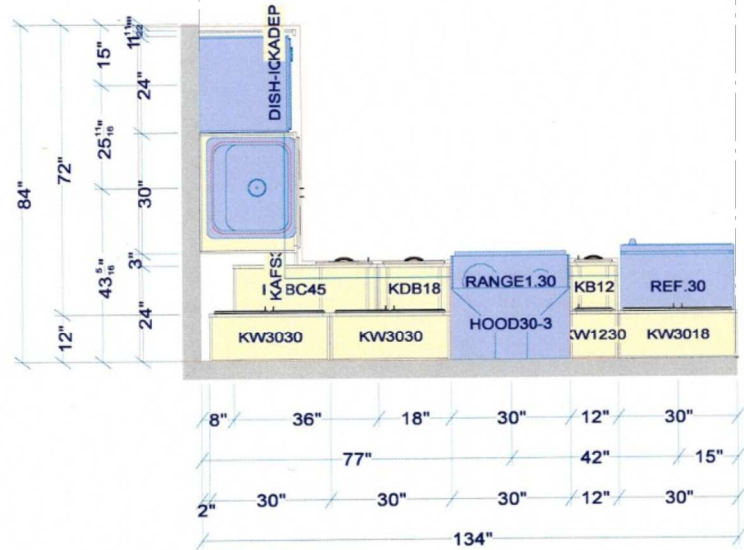 DISH-
KADEP
15"
24"
25 11/16"
72"
84"
30"
3"
43 5/16"
24"
12"
BC45
KDB18
RANGE1.30
KB12
REF.30
KW3030
KW3030
HOOD30-3
KW1230
KW3018
8"
36"
18"
30"
12"
30"
77"
42"
15"
2"
30"
30"
30"
12"
30"
134"